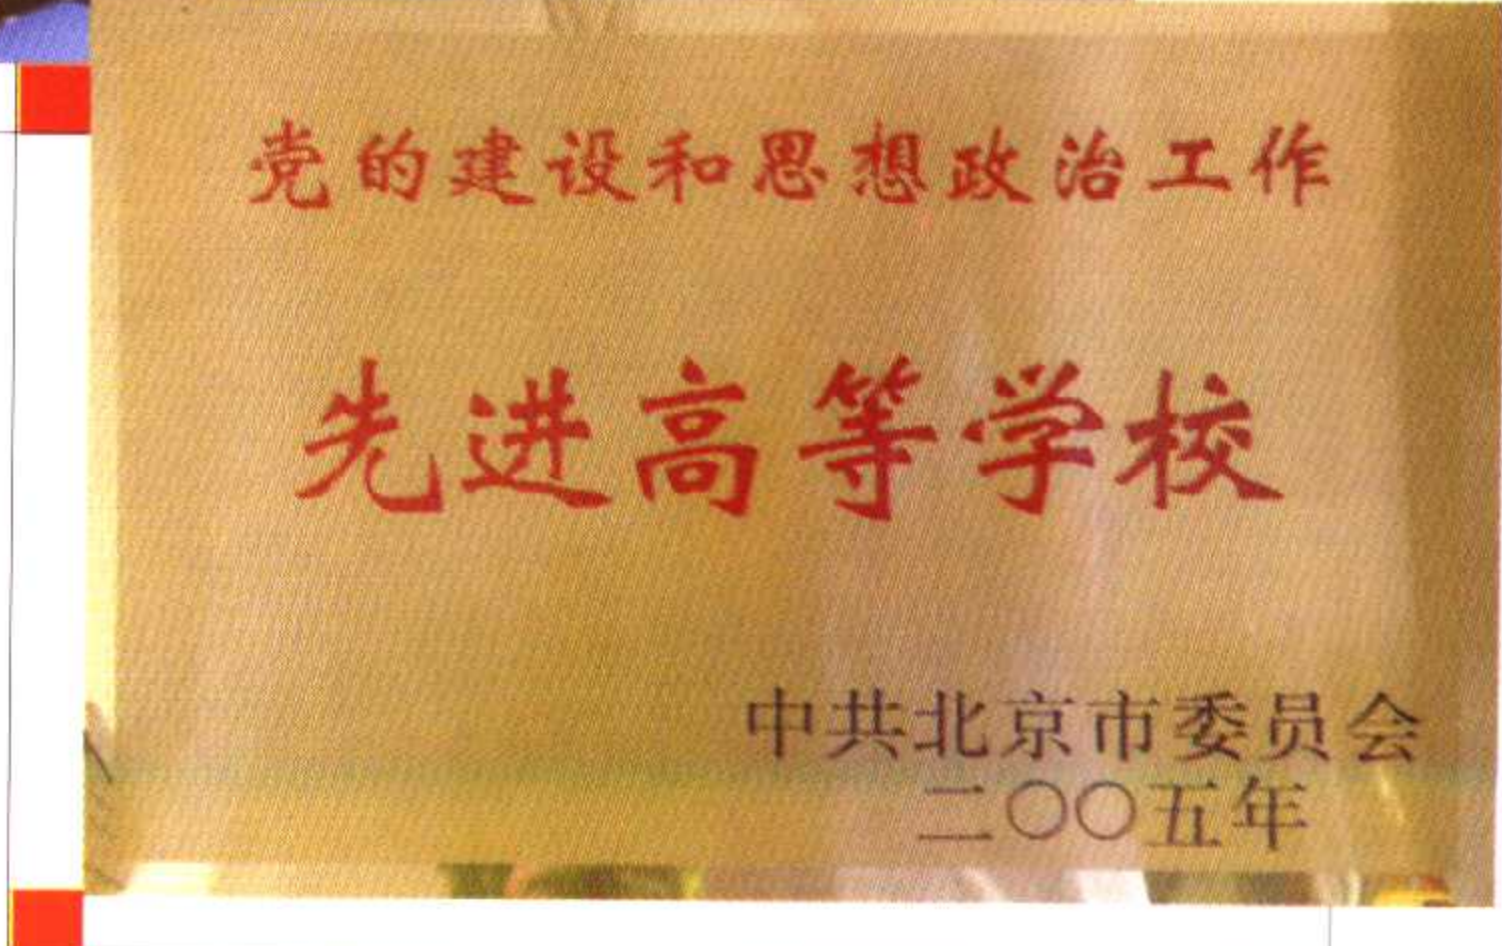 党的建设和思想政治工作
先进高等学校
中共北京市委员会
二〇〇五年